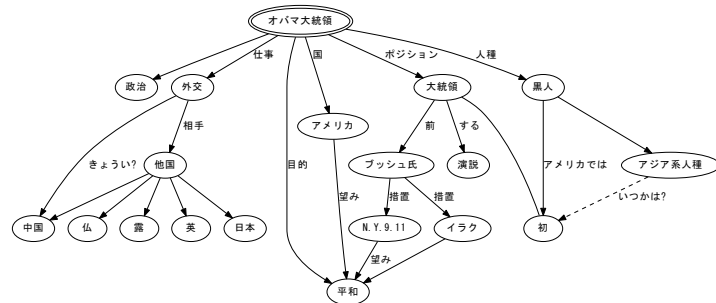 オバマ大統領
仕事
国
ポジション
人種
政治
外交
大統領
黒人
相手
アメリカ
前
する
きょうい?
他国
目的
ブッシュ氏
演説
アメリカでは
アジア系人種
望み
措置
措置
いつかは?
中国
仏
露
英
日本
N.Y.9.11
イラク
初
望み
平和